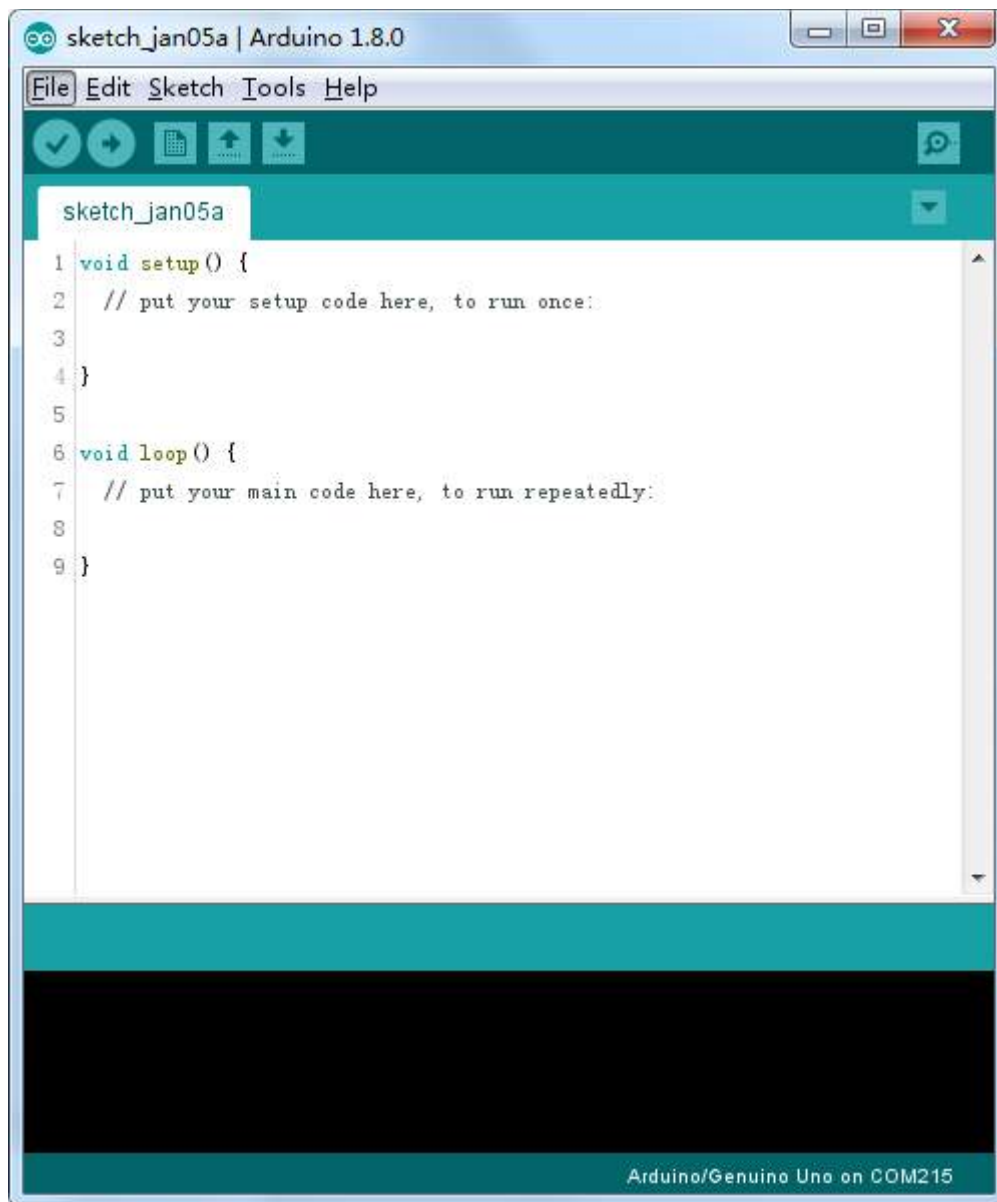 sketch_jan05a | Arduino 1.8.0
File Edit Sketch Tools Help
sketch_jan05a
1 void setup() {
2   // put your setup code here, to run once:
3
4 }
5
6 void loop() {
7   // put your main code here, to run repeatedly:
8
9 }
Arduino/Genuino Uno on COM215